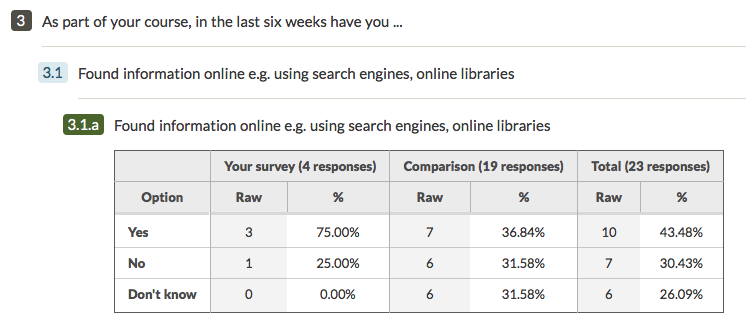 3 As part of your course, in the last six weeks have you ...
3.1 Found information online e.g. using search engines, online libraries
3.1.a Found information online e.g. using search engines, online libraries
Your survey (4 responses) Comparison (19 responses) Total (23 responses)
Option Raw % Raw % Raw %
Yes 3 75.00% 7 36.84% 10 43.48%
No 1 25.00% 6 31.58% 7 30.43%
Don't know 0 0.00% 6 31.58% 6 26.09%